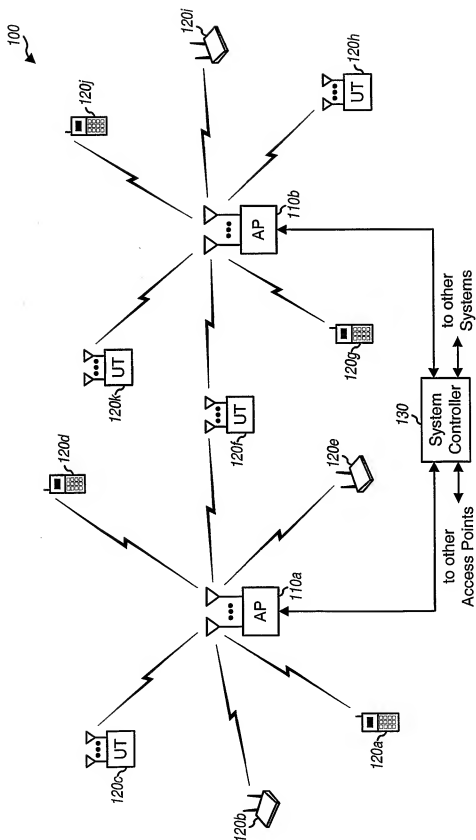 100
120d
120j
120i
120c
UT
120k
UT
120f
UT
120h
UT
120b
120a
AP
110a
120e
120g
AP
110b
130
System
Controller
to other
Access Points
to other
Systems